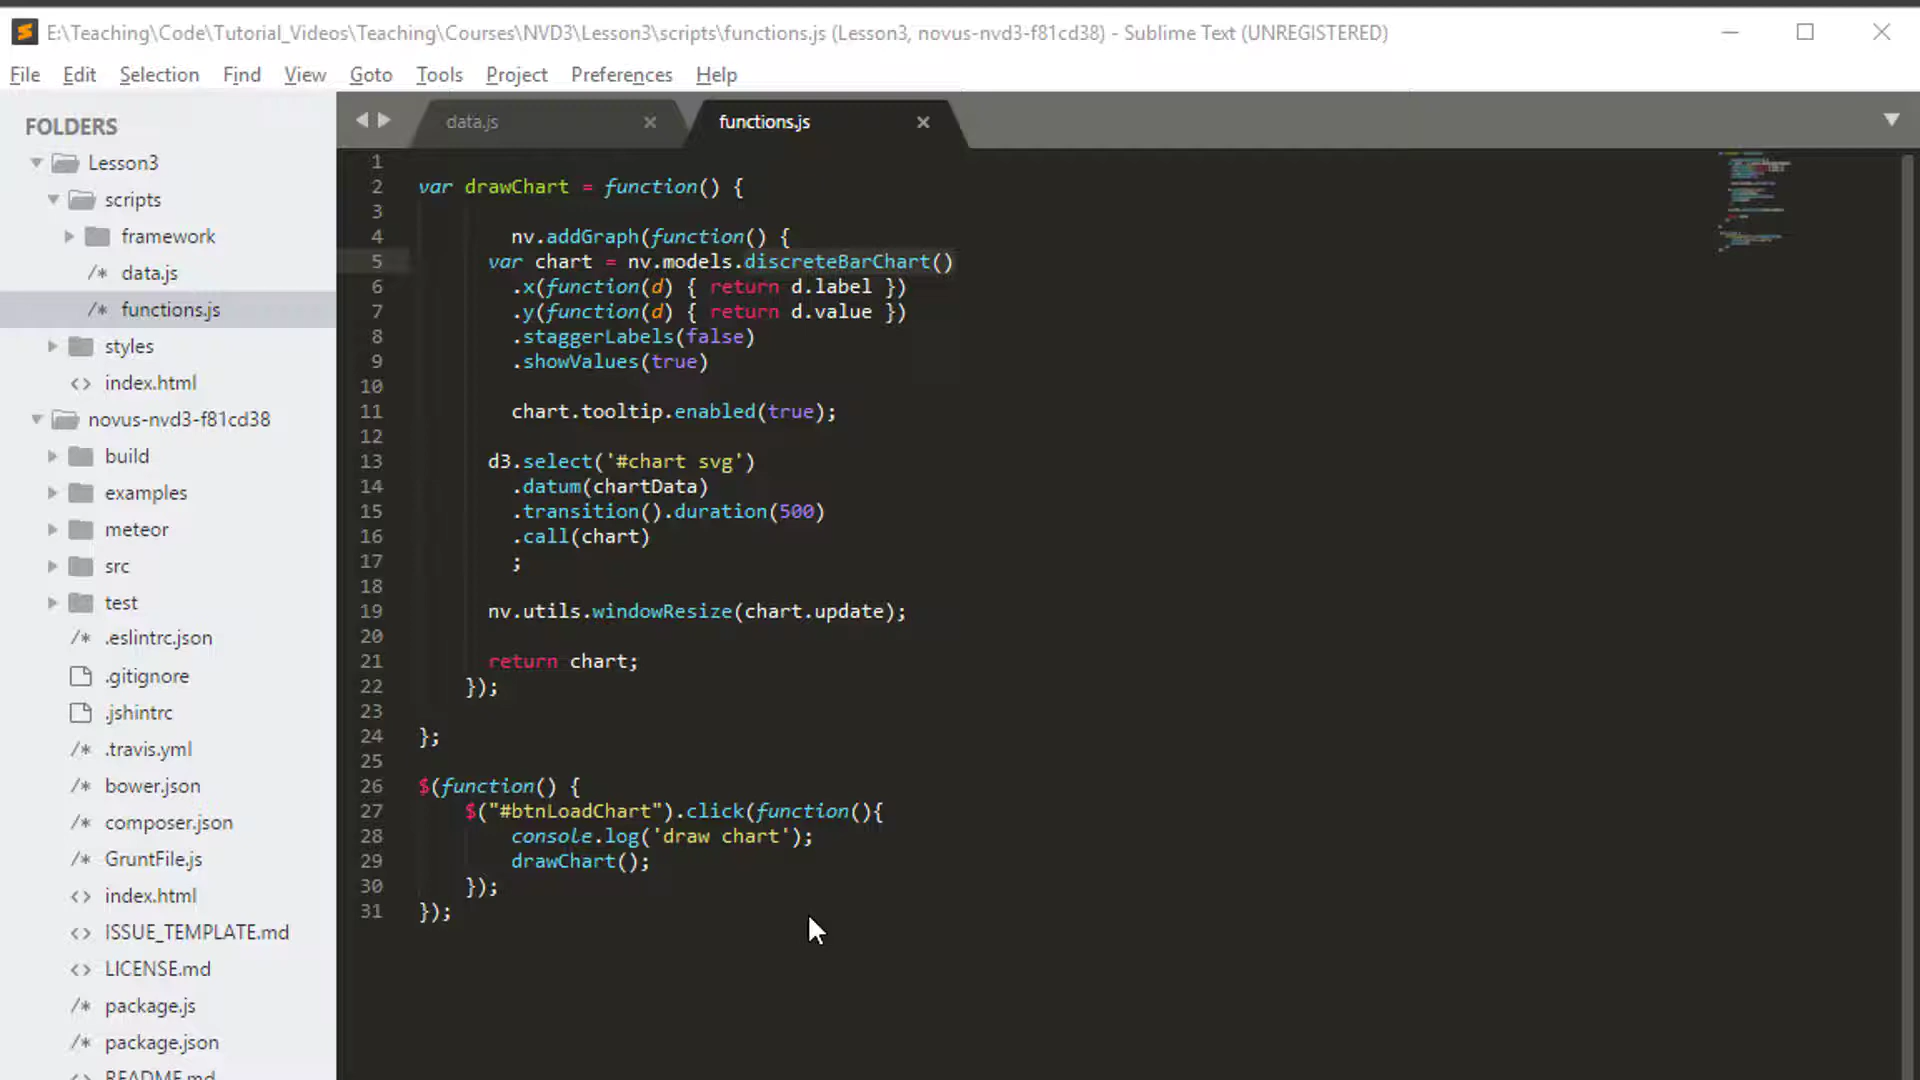 E:\Teaching\Code\Tutorial_Videos\Teaching\Courses\NVD3\Lesson3\scripts\functions.js (Lesson3, novus-nvd3-f81cd38) - Sublime Text (UNREGISTERED)
File Edit Selection Find View Goto Tools Project Preferences Help
FOLDERS
Lesson3
scripts
framework
/* data.js
/* functions.js
styles
<> index.html
novus-nvd3-f81cd38
build
examples
meteor
src
test
/* .eslintrc.json
.gitignore
.jshintrc
/* .travis.yml
/* bower.json
/* composer.json
/* GruntFile.js
<> index.html
<> ISSUE_TEMPLATE.md
<> LICENSE.md
/* package.js
/* package.json
<> README.md
data.js functions.js
1
2 var drawChart = function() {
3
4 nv.addGraph(function() {
5 var chart = nv.models.discreteBarChart()
6 .x(function(d) { return d.label })
7 .y(function(d) { return d.value })
8 .staggerLabels(false)
9 .showValues(true)
10
11 chart.tooltip.enabled(true);
12
13 d3.select('#chart svg')
14 .datum(chartData)
15 .transition().duration(500)
16 .call(chart)
17 ;
18
19 nv.utils.windowResize(chart.update);
20
21 return chart;
22 });
23
24 };
25
26 $(function() {
27 $("#btnLoadChart").click(function(){
28 console.log('draw chart');
29 drawChart();
30 });
31 });